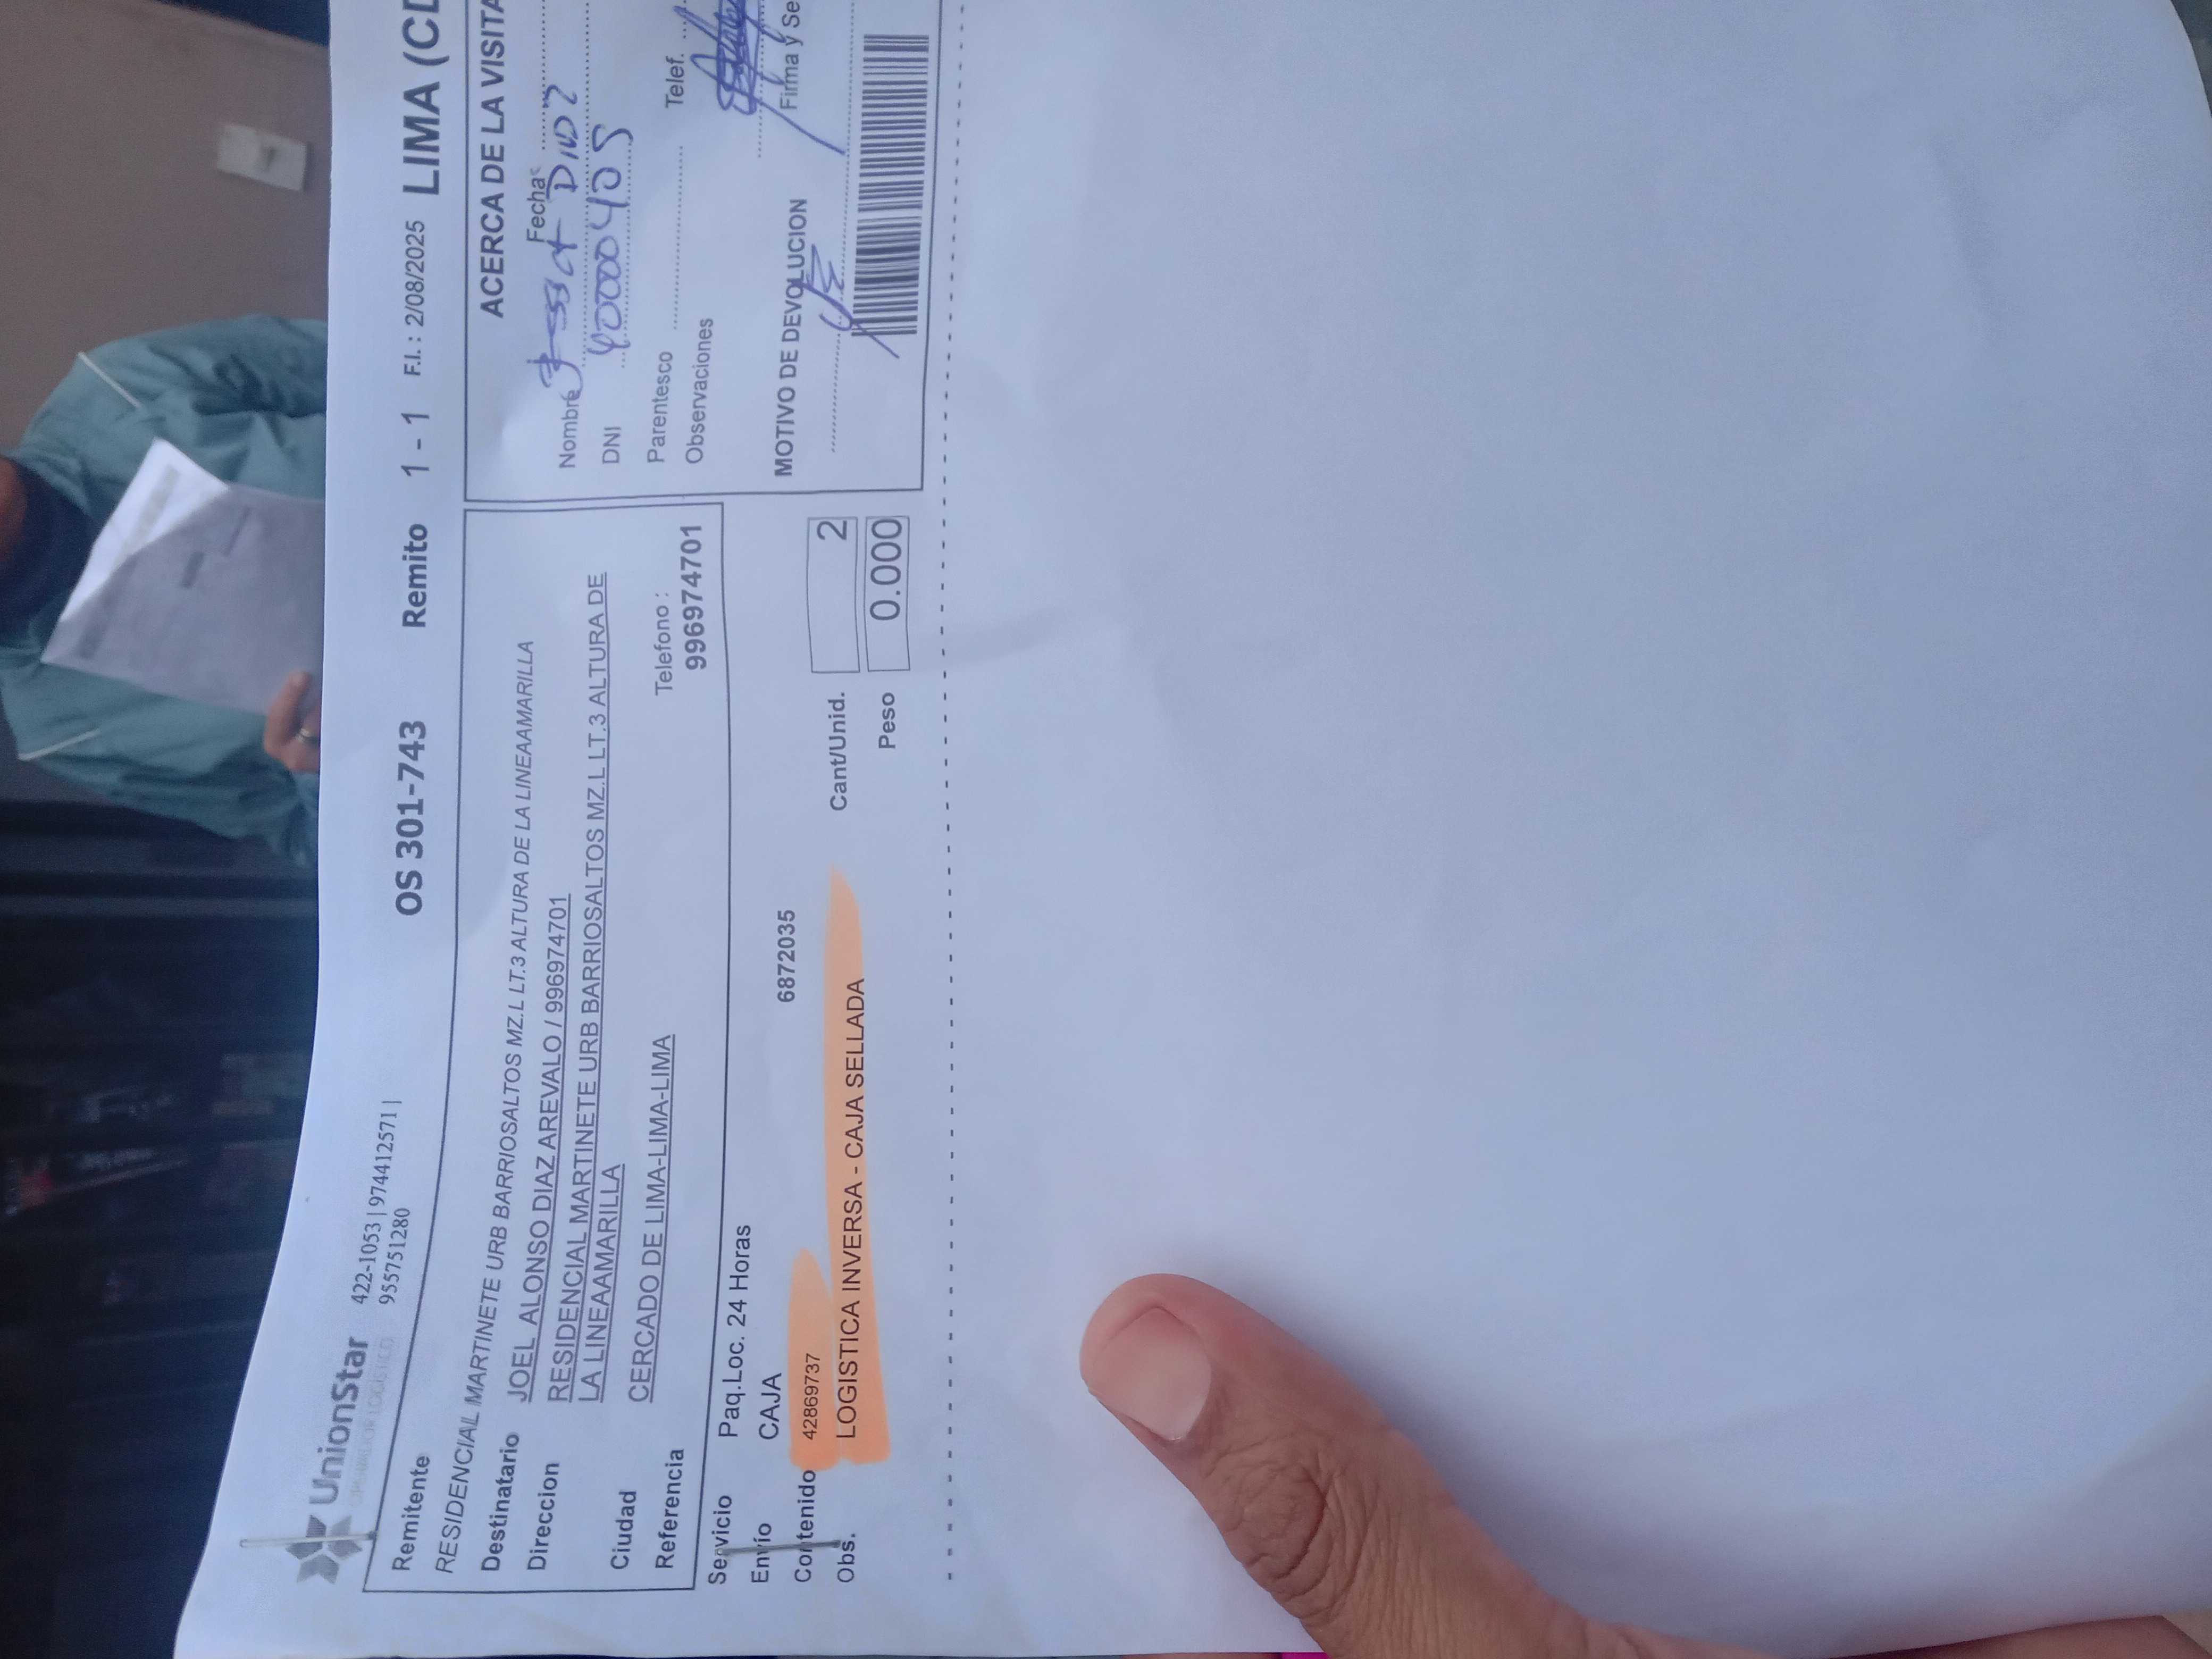 UnionStar
OPERADOR LOGISTICO
422-1053 | 974412571 |
955751280
OS 301-743 Remito 1 - 1 F.I.: 2/08/2025 LIMA
Remitente
RESIDENCIAL MARTINETE URB BARRIOSALTOS MZ.L LT.3 ALTURA DE LA LINEAAMARILLA
Destinatario JOEL ALONSO DIAZ AREVALO / 996974701
Direccion RESIDENCIAL MARTINETE URB BARRIOSALTOS MZ.L LT.3 ALTURA DE
LA LINEAAMARILLA
Ciudad CERCADO DE LIMA-LIMA-LIMA
Referencia
Telefono :
996974701
Servicio Paq.Loc. 24 Horas
Envío CAJA
Contenido 42869737 6872035
Obs. LOGISTICA INVERSA - CAJA SELLADA
Cant/Unid. 2
Peso 0.000
ACERCA DE LA VISITA
Fecha
Nombre
DNI 40000405
Parentesco Telef.
Observaciones
MOTIVO DE DEVOLUCION
Firma y Se